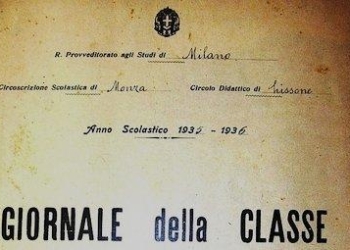 R. Provveditorato agli Studi di Milano
Circoscrizione Scolastica di Monza Circolo Didattico di Lissone
Anno Scolastico 1935 - 1936
GIORNALE della CLASSE